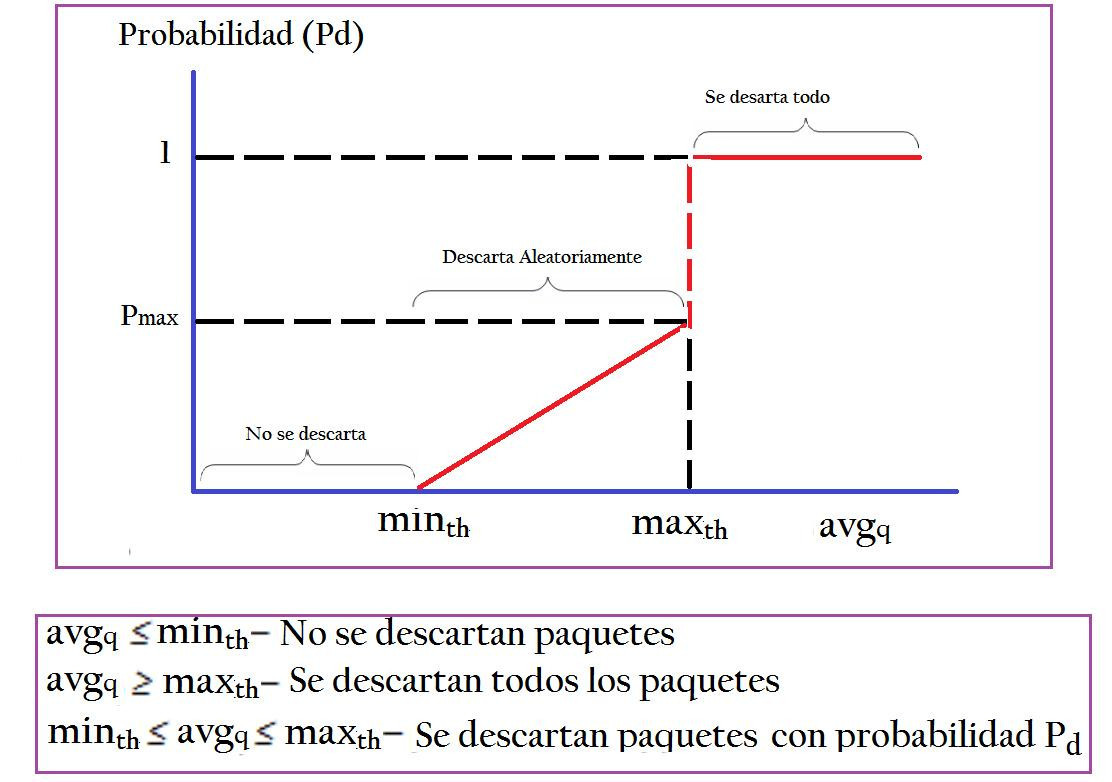 Probabilidad (Pd)
Se desarta todo
1
Descarta Aleatoriamente
Pmax
No se descarta
minth
maxth
avgq
avgq ≤ minth– No se descartan paquetes
avgq ≥ maxth– Se descartan todos los paquetes
minth ≤ avgq ≤ maxth– Se descartan paquetes con probabilidad Pd